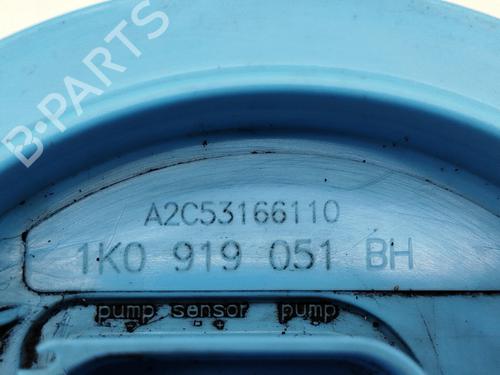 B-PARTS
A2C53166110
1K0 919 051 BH
pump sensor pump